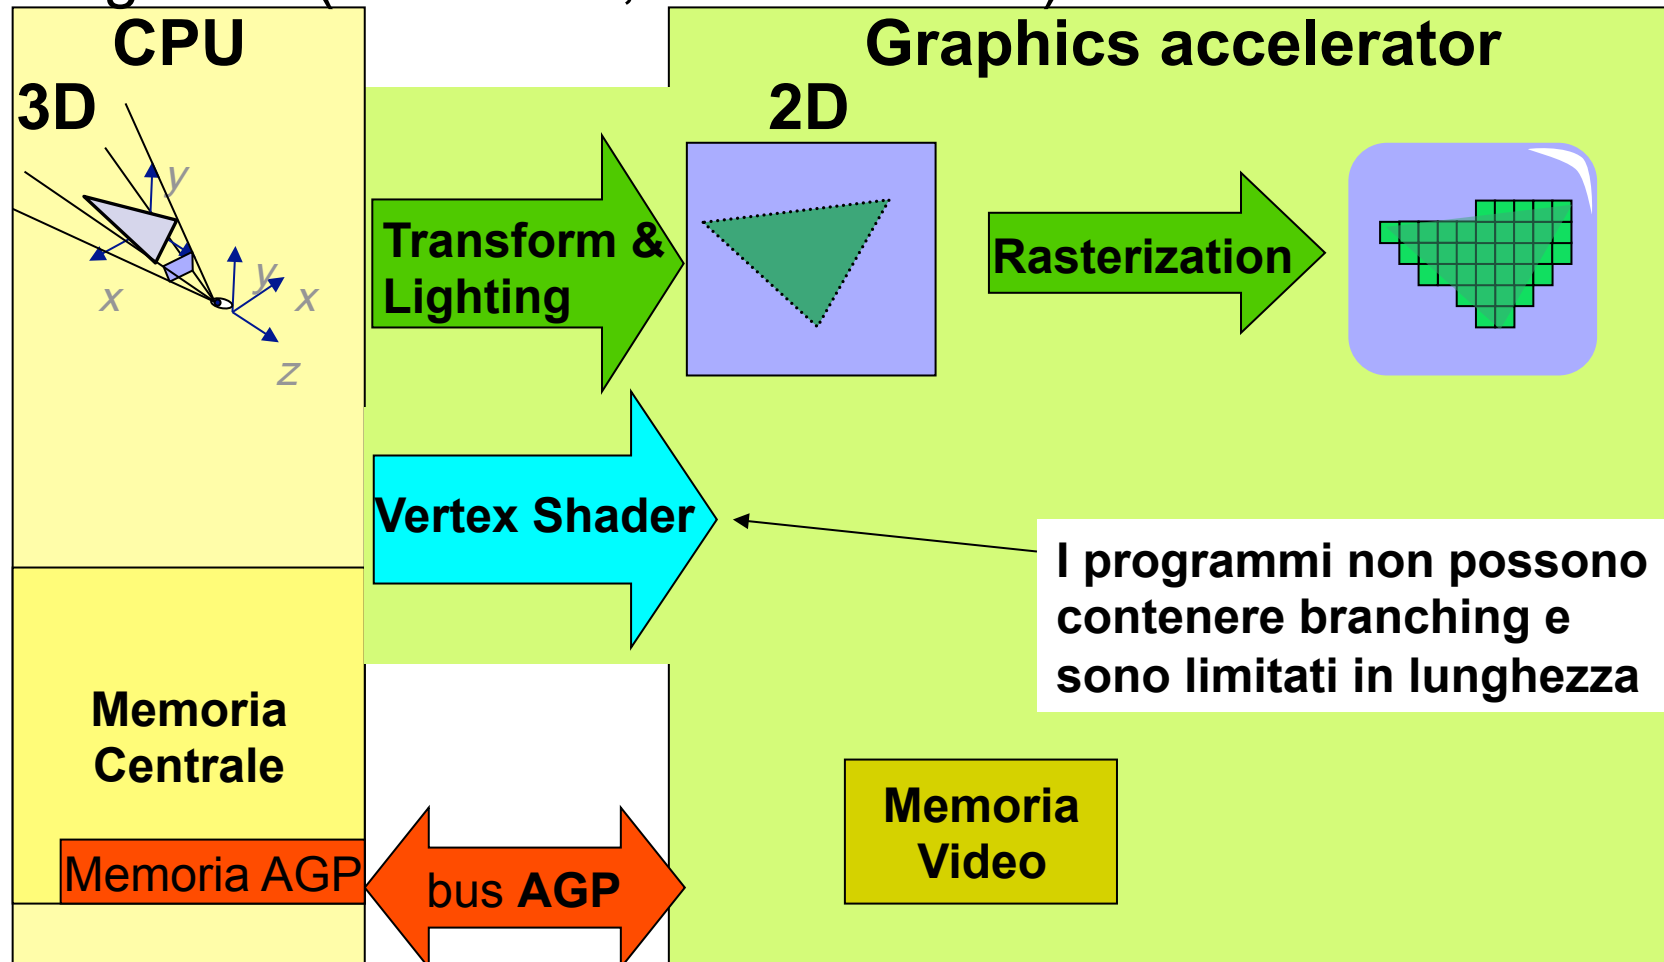 CPU
Graphics accelerator
3D
2D
y
x
y
x
z
Transform &
Lighting
Rasterization
Vertex Shader
I programmi non possono
contenere branching e
sono limitati in lunghezza
Memoria
Centrale
Memoria AGP
bus AGP
Memoria
Video